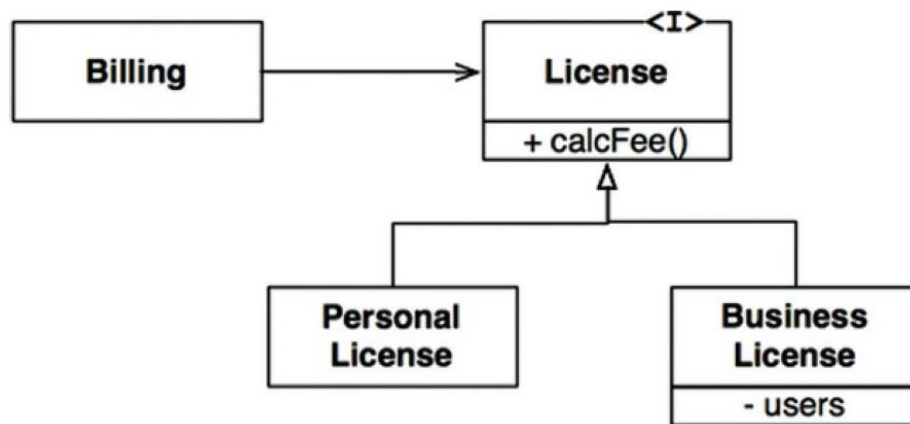 <I>
Billing
License
+ calcFee()
Personal
License
Business
License
- users